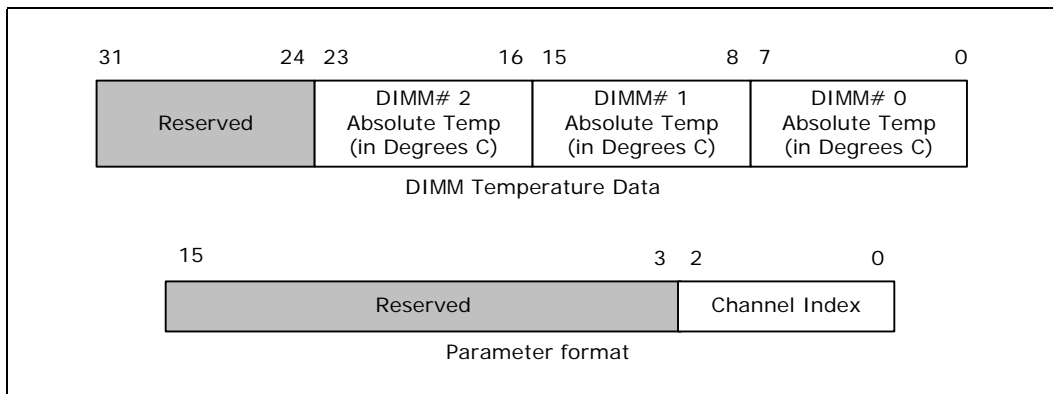 31 24 23 16 15 8 7 0
Reserved DIMM# 2 DIMM# 1 DIMM# 0
Absolute Temp Absolute Temp Absolute Temp
(in Degrees C) (in Degrees C) (in Degrees C)
DIMM Temperature Data
15 3 2 0
Reserved Channel Index
Parameter format